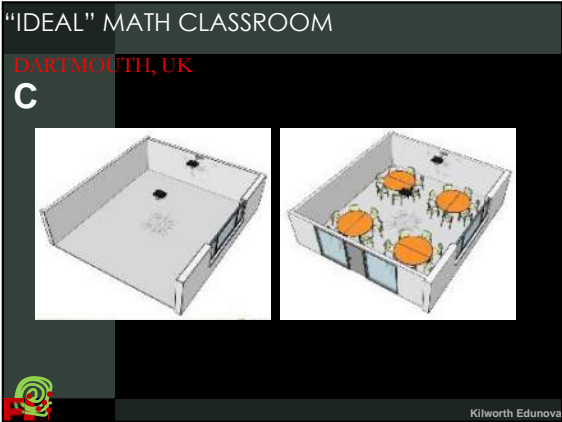 “IDEAL” MATH CLASSROOM
DARTMOUTH, UK
C
Kilworth Edunova